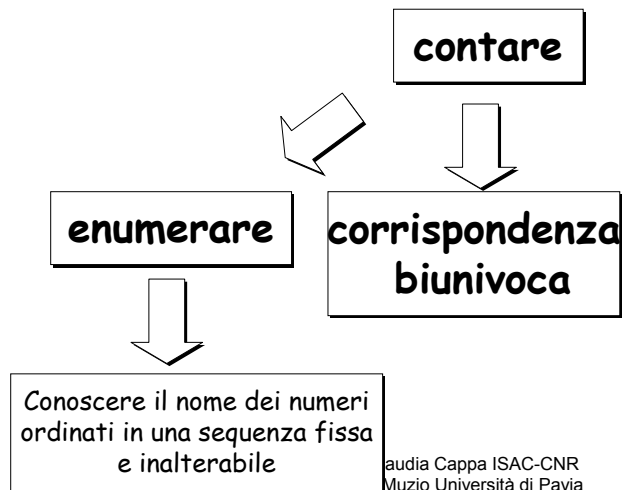 contare
enumerare
corrispondenza
biunivoca
Conoscere il nome dei numeri
ordinati in una sequenza fissa
e inalterabile
audia Cappa ISAC-CNR
Muzio Università di Pavia